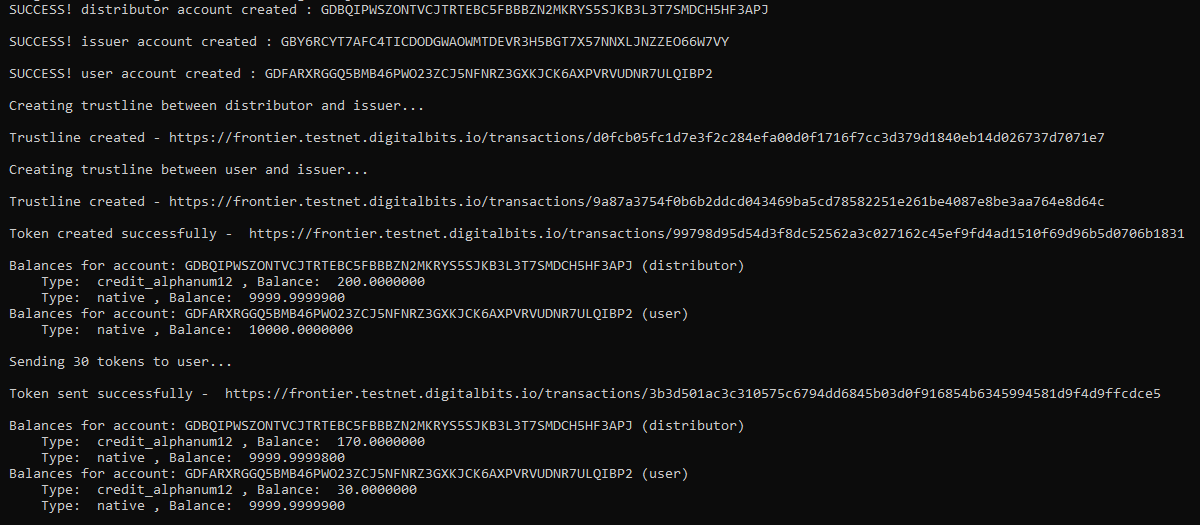 SUCCESS! distributor account created : GDBQIPWSZONTVCJTRTEBC5FBBBZN2MKRYS5SJKB3L3T7SMDCH5HF3APJ
SUCCESS! issuer account created : GBY6RCYT7AFC4TICDODGWAOWMTDEVR3H5BGT7X57NNXLJNZZEO66W7VY
SUCCESS! user account created : GDFARXRGGQ5BMB46PWO23ZCJ5NFNRZ3GXKJCK6AXPVRVUDNR7ULQIBP2
Creating trustline between distributor and issuer...
Trustline created - https://frontier.testnet.digitalbits.io/transactions/d0fcb05fc1d7e3f2c284efa00d0f1716f7cc3d379d1840eb14d026737d7071e7
Creating trustline between user and issuer...
Trustline created - https://frontier.testnet.digitalbits.io/transactions/9a87a3754f0b6b2ddcd043469ba5cd78582251e261be4087e8be3aa764e8d64c
Token created successfully -  https://frontier.testnet.digitalbits.io/transactions/99798d95d54d3f8dc52562a3c027162c45ef9fd4ad1510f69d96b5d0706b1831
Balances for account: GDBQIPWSZONTVCJTRTEBC5FBBBZN2MKRYS5SJKB3L3T7SMDCH5HF3APJ (distributor)
    Type:  credit_alphanum12 , Balance:  200.0000000
    Type:  native , Balance:  9999.9999900
Balances for account: GDFARXRGGQ5BMB46PWO23ZCJ5NFNRZ3GXKJCK6AXPVRVUDNR7ULQIBP2 (user)
    Type:  native , Balance:  10000.0000000
Sending 30 tokens to user...
Token sent successfully -  https://frontier.testnet.digitalbits.io/transactions/3b3d501ac3c310575c6794dd6845b03d0f916854b6345994581d9f4d9ffcdce5
Balances for account: GDBQIPWSZONTVCJTRTEBC5FBBBZN2MKRYS5SJKB3L3T7SMDCH5HF3APJ (distributor)
    Type:  credit_alphanum12 , Balance:  170.0000000
    Type:  native , Balance:  9999.9999800
Balances for account: GDFARXRGGQ5BMB46PWO23ZCJ5NFNRZ3GXKJCK6AXPVRVUDNR7ULQIBP2 (user)
    Type:  credit_alphanum12 , Balance:  30.0000000
    Type:  native , Balance:  9999.9999900